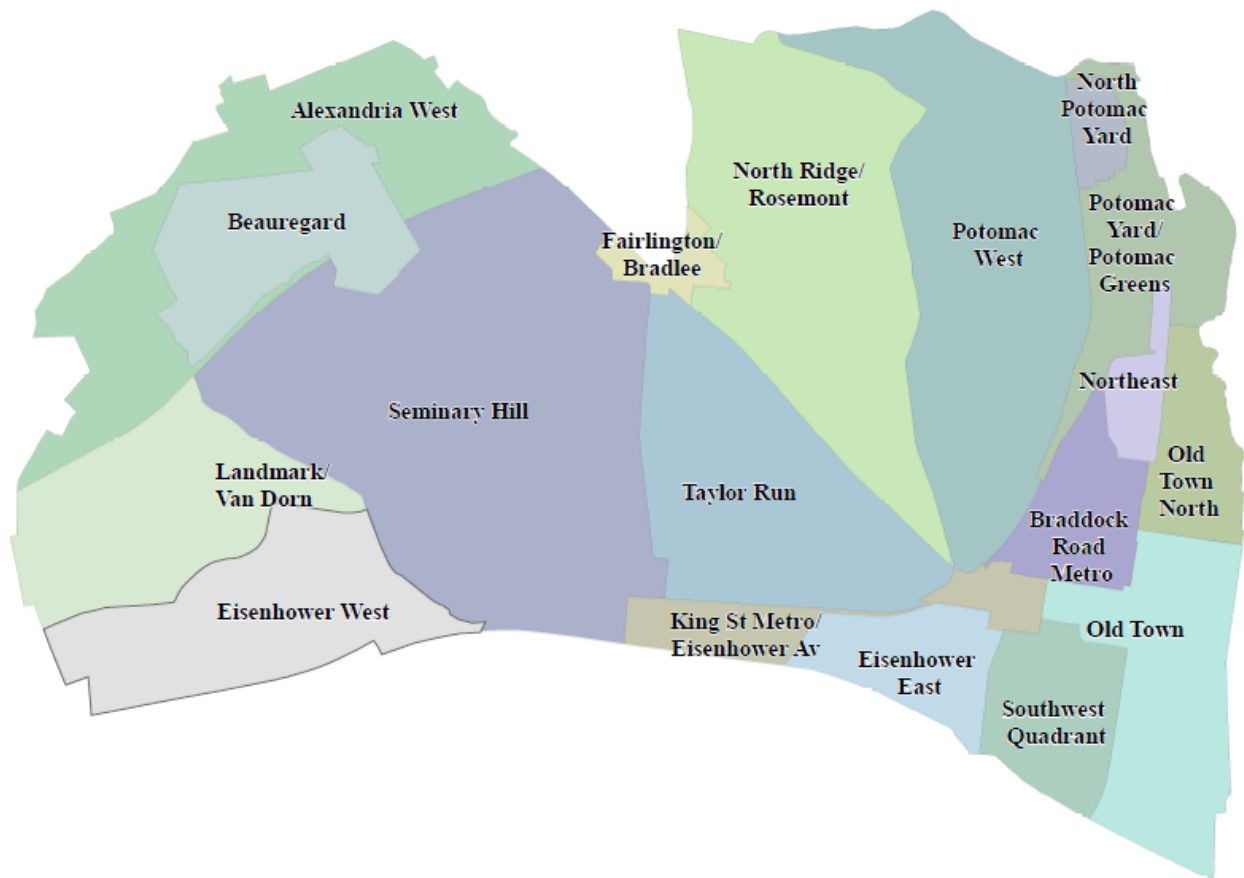 Alexandria West
Beauregard
North Ridge/
Rosemont
Fairlington/
Bradlee
Potomac
West
North
Potomac
Yard
Potomac
Yard/
Potomac
Greens
Northeast
Seminary Hill
Landmark/
Van Dorn
Taylor Run
Old
Town
North
Braddock
Road
Metro
Eisenhower West
King St Metro/
Eisenhower Av
Old Town
Eisenhower
East
Southwest
Quadrant